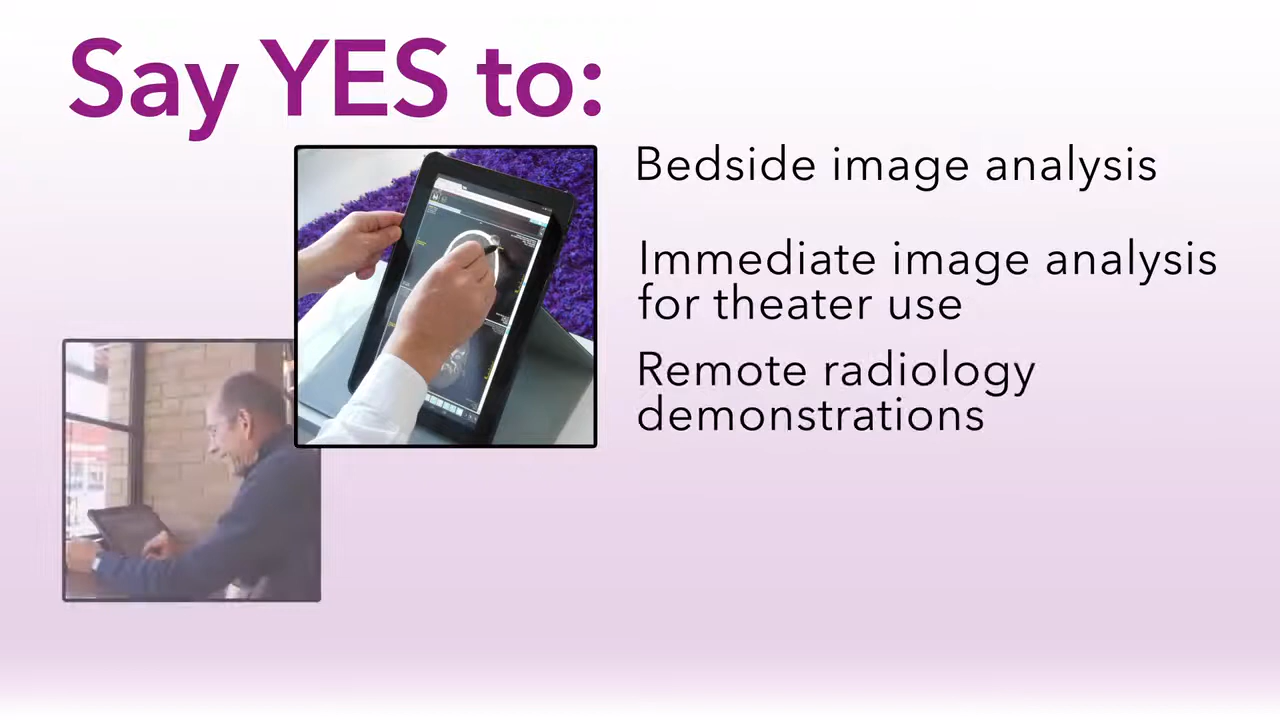 Say YES to:
Bedside image analysis
Immediate image analysis
for theater use
Remote radiology
demonstrations